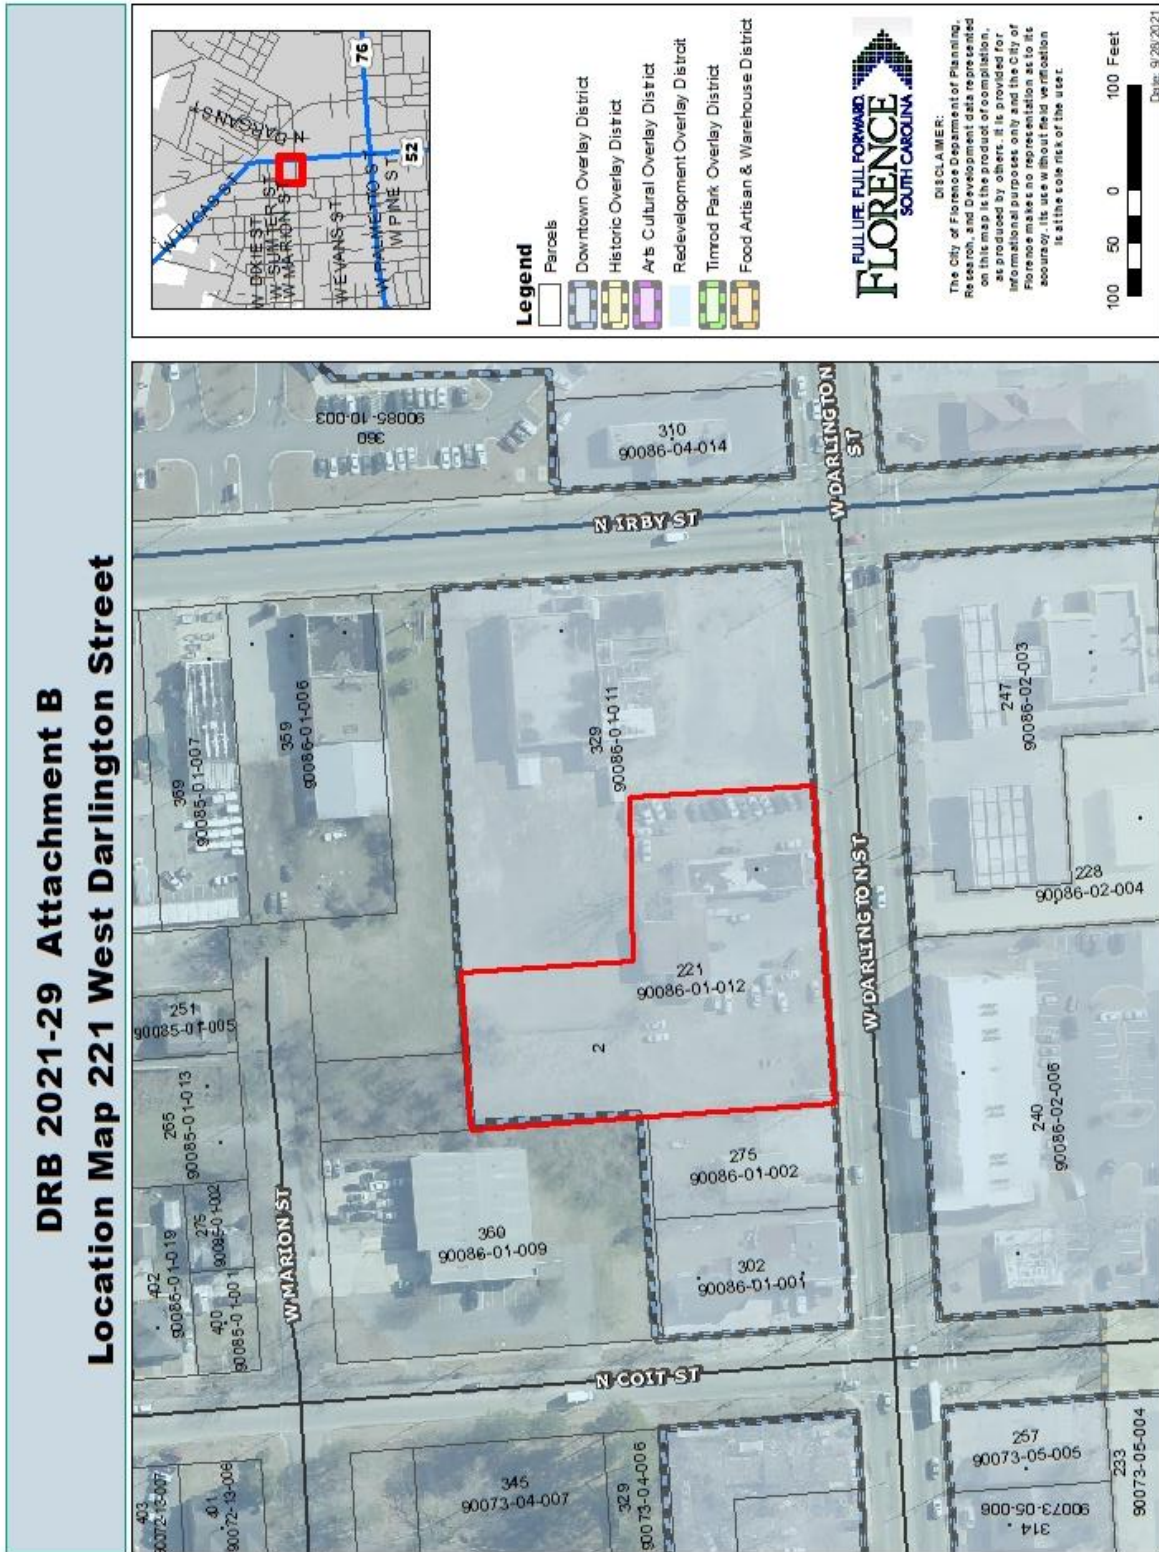 DRB 2021-29 Attachment B
Location Map 221 West Darlington Street
369
90085-01-007
359
90086-01-006
360
90085-10-003
251
90085-01-005
265
90085-01-013
402
90085-01-019
275
90085-01-002
400
90085-01-001
403
90072-13-007
401
90072-13-006
W MARION ST
N IRBY ST
310
90086-04-014
W DARLINGTON
ST
329
90086-01-011
221
90086-01-012
2
360
90086-01-009
275
90086-01-002
302
90086-01-001
W DARLINGTON ST
N COIT ST
345
90073-04-007
329
90073-04-006
247
90086-02-003
228
90086-02-004
240
90086-02-006
257
90073-05-005
314
90073-05-006
233
90073-05-004
W LUCAS ST
N DARGAN ST
W DIXIE ST
W SUMTER ST
W MARION ST
W EVANS ST
W PALMETTO ST
W PINE ST
76
52
Legend
Parcels
Downtown Overlay District
Historic Overlay District
Arts Cultural Overlay District
Redevelopment Overlay Distroit
Timrod Park Overlay District
Food Artisan & Warehouse District
FULL LIFE. FULL FORWARD.
FLORENCE
SOUTH CAROLINA
DISCLAIMER:
The City of Florence Department of Planning,
Research, and Development data represented
on this map is the product of compilation,
as produced by others. It is provided for
informational purposes only and the City of
Florence makes no representation as to its
accuracy. Its use without field verification
is at the sole risk of the user.
100 50 0 100 Feet
Date: 9/28/2021